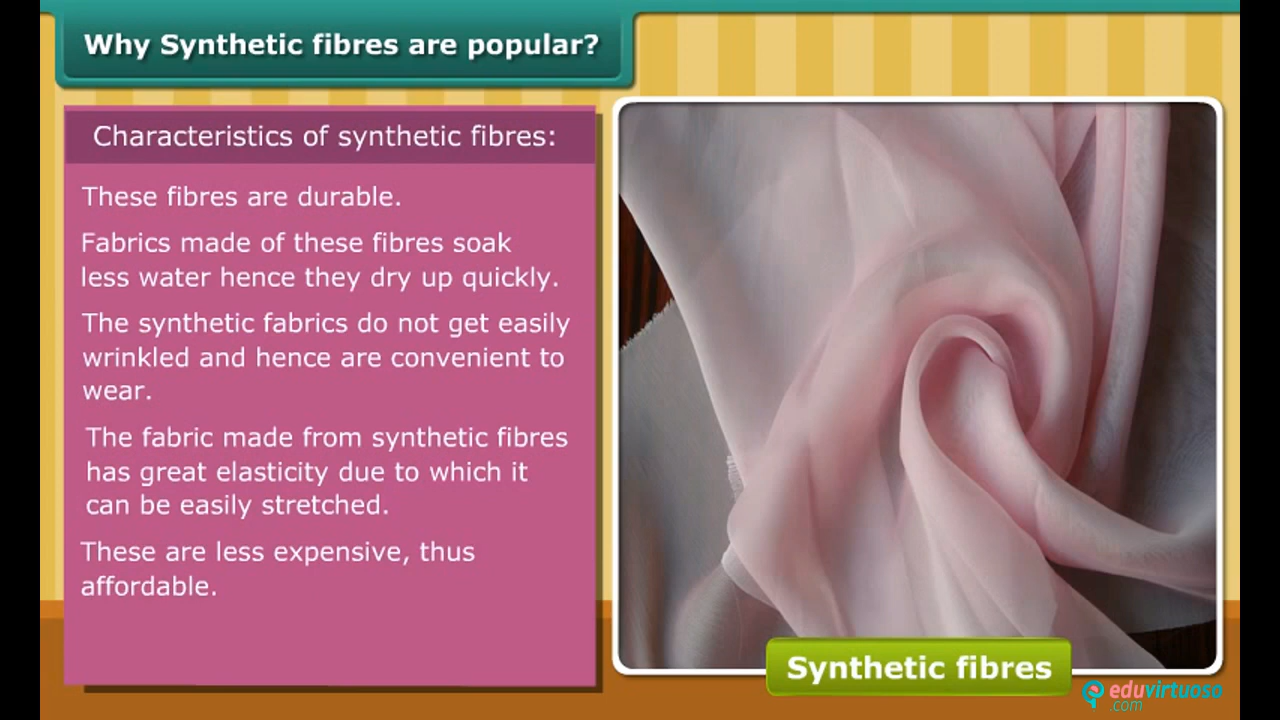 Why Synthetic fibres are popular?
Characteristics of synthetic fibres:
These fibres are durable.
Fabrics made of these fibres soak
less water hence they dry up quickly.
The synthetic fabrics do not get easily
wrinkled and hence are convenient to
wear.
The fabric made from synthetic fibres
has great elasticity due to which it
can be easily stretched.
These are less expensive, thus
affordable.
Synthetic fibres
eduvirtuoso
.com